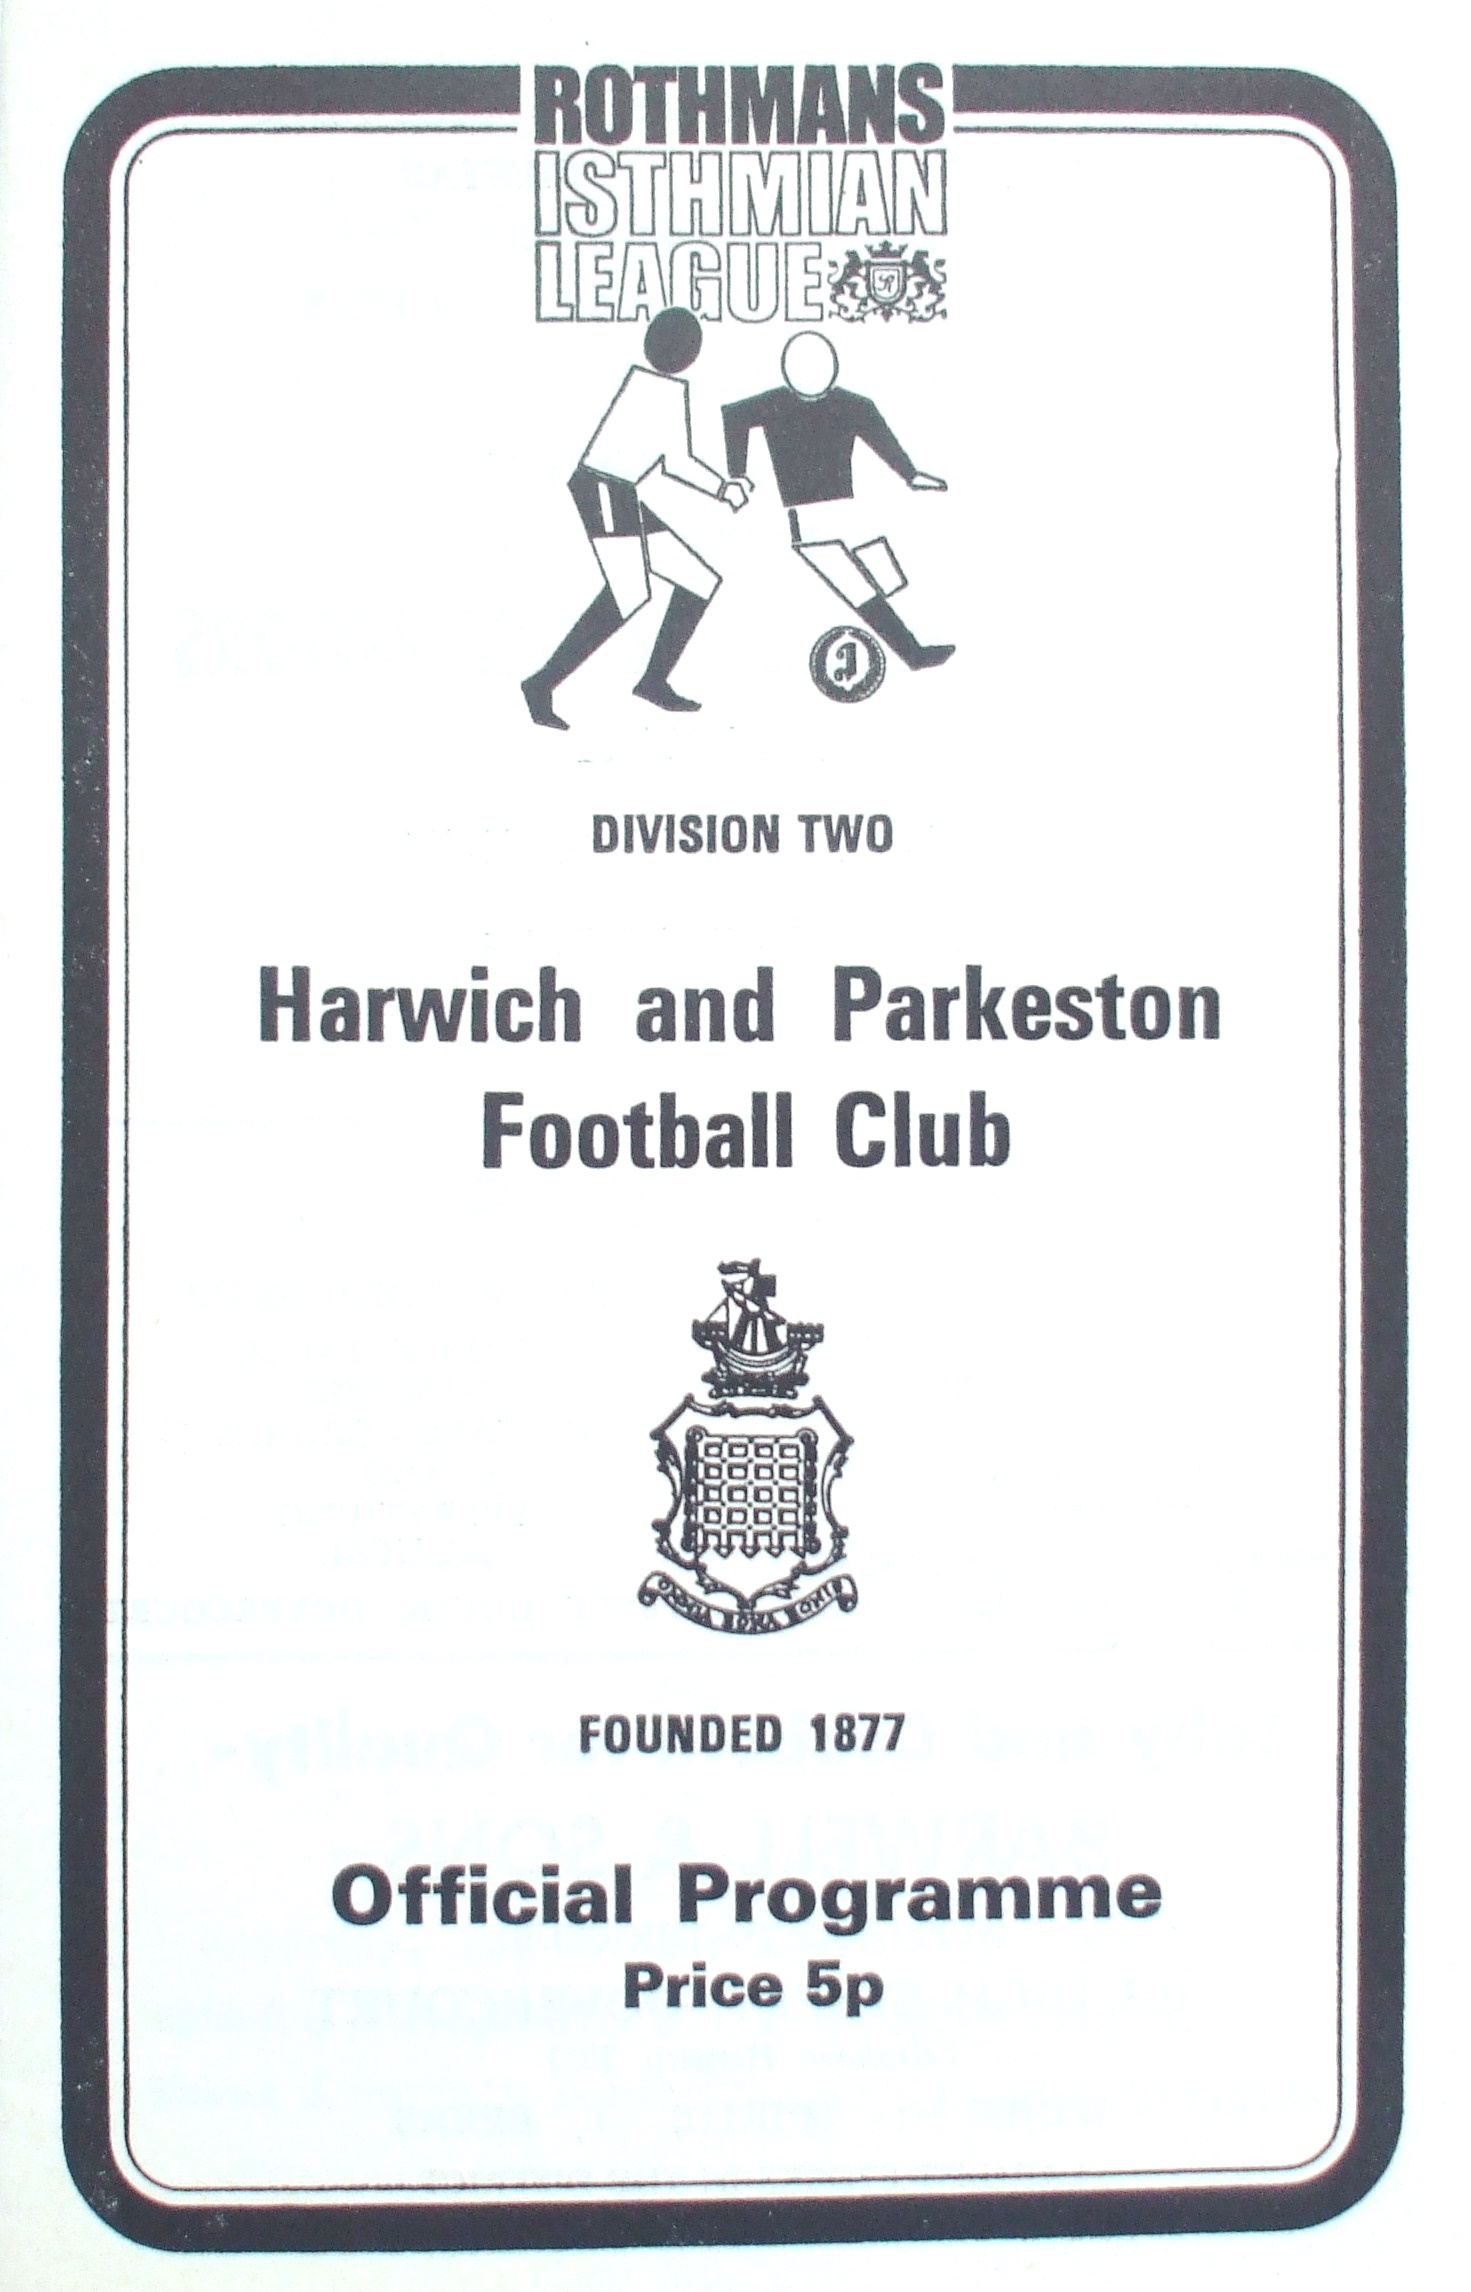 ROTHMANS
ISTHMIAN
LEAGUE
DIVISION TWO
Harwich and Parkeston
Football Club
FOUNDED 1877
Official Programme
Price 5p